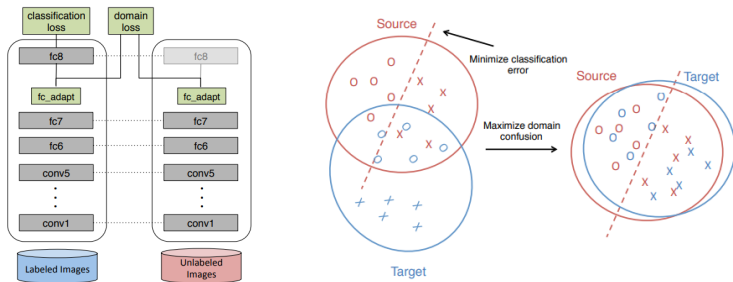 classification
loss
domain
loss
fc8
fc8
fc_adapt
fc_adapt
fc7
fc7
fc6
fc6
conv5
conv5
conv1
conv1
Labeled Images
Unlabeled
Images
Source
Minimize classification
error
Maximize domain
confusion
Target
Source
Target
O O O O O O
X X X X X
O O O O O
X X X X X X
O O O O O O O
X X X X X X X X X X